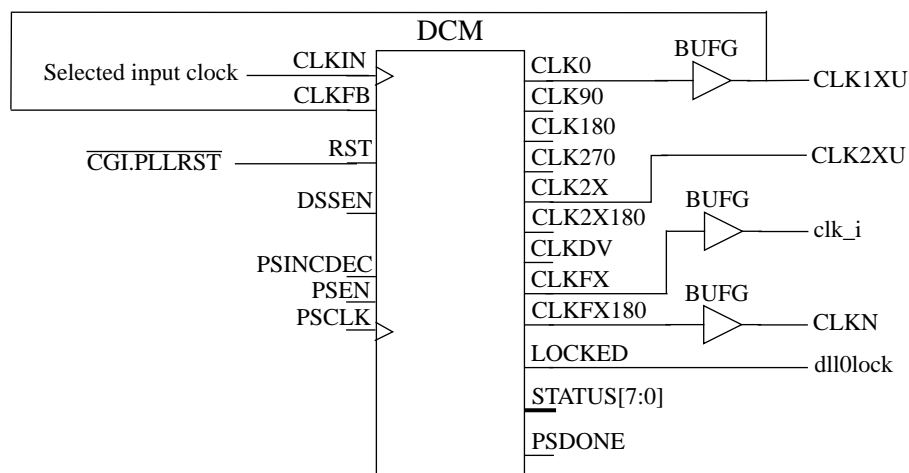 DCM
BUFG
CLKIN
CLK0
Selected input clock
CLK1XU
CLKFB
CLK90
CLK180
RST
CGI.PLLRST
CLK270
CLK2XU
CLK2X
DSSEN
BUFG
CLK2X180
clk_i
CLKDV
PSINCDEC
CLKFX
PSEN
BUFG
CLKFX180
PSCLK
CLKN
LOCKED
dll0lock
STATUS[7:0]
PSDONE